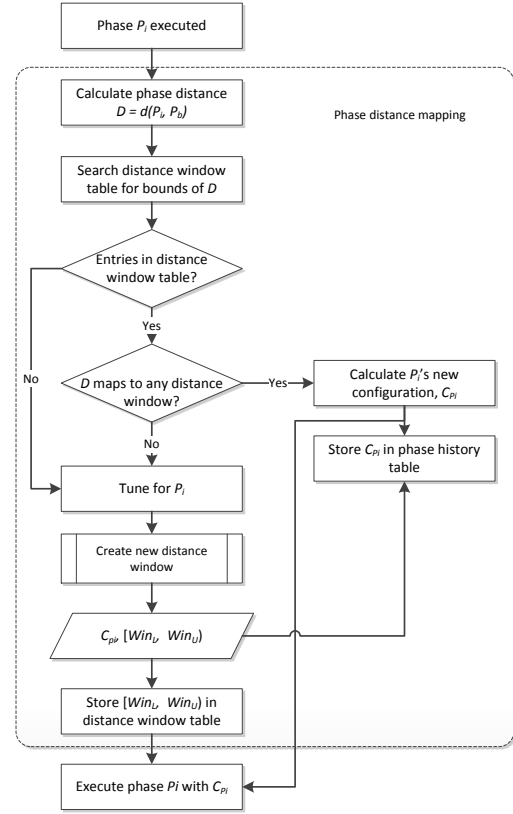 Phase Pi executed
Phase distance mapping
Calculate phase distance
D = d(Pi, Pb)
Search distance window
table for bounds of D
Entries in distance
window table?
Yes
No
D maps to any distance
window?
Yes
No
Calculate Pi's new
configuration, CPi
Store CPi in phase history
table
Tune for Pi
Create new distance
window
Cpi, [WinL, WinU)
Store [WinL, WinU) in
distance window table
Execute phase Pi with CPi